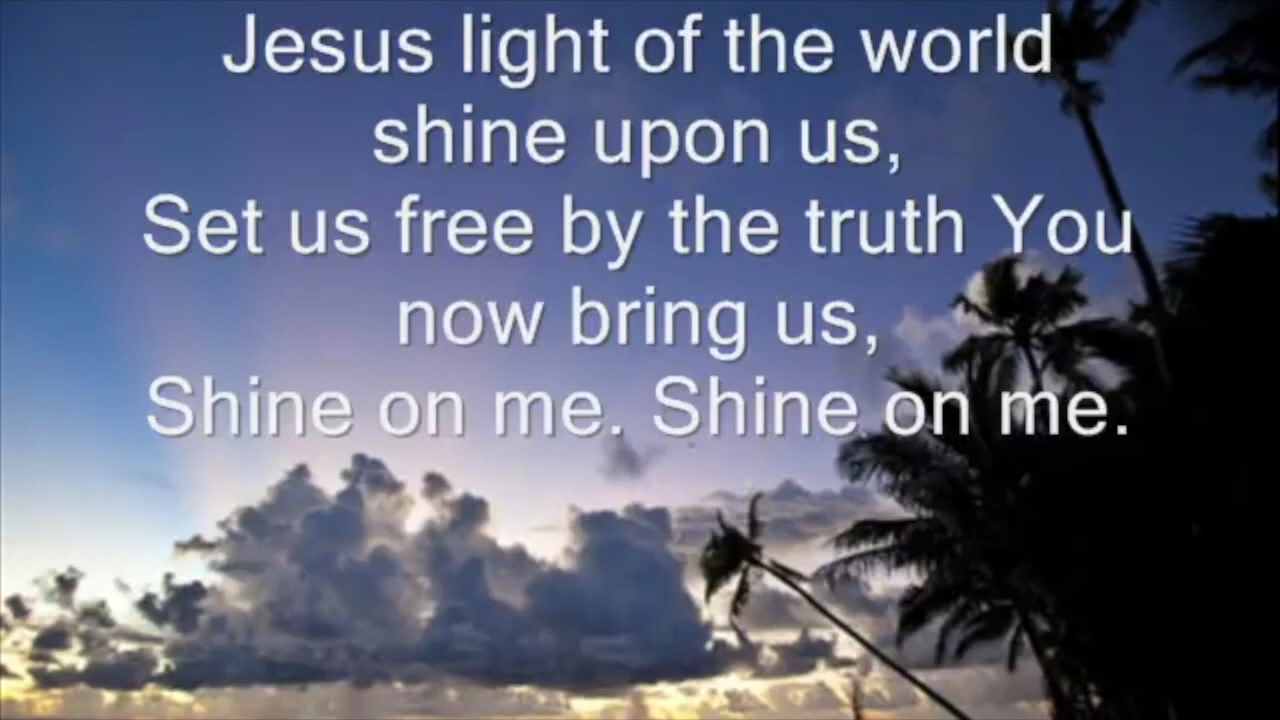 Jesus light of the world
shine upon us,
Set us free by the truth You
now bring us,
Shine on me. Shine on me.